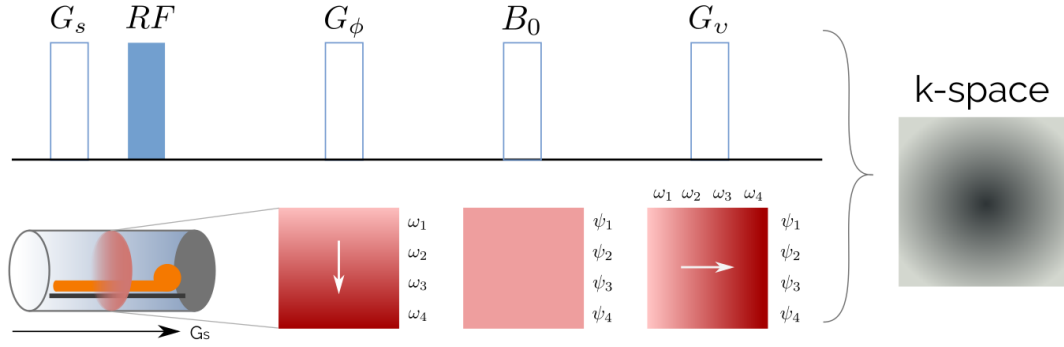 G_s RF G_ϕ B_0 G_υ
k-space
ω_1 ω_2 ω_3 ω_4
ω_1 ψ_1 ψ_1
ω_2 ψ_2 ψ_2
ω_3 ψ_3 ψ_3
ω_4 ψ_4 ψ_4
Gs